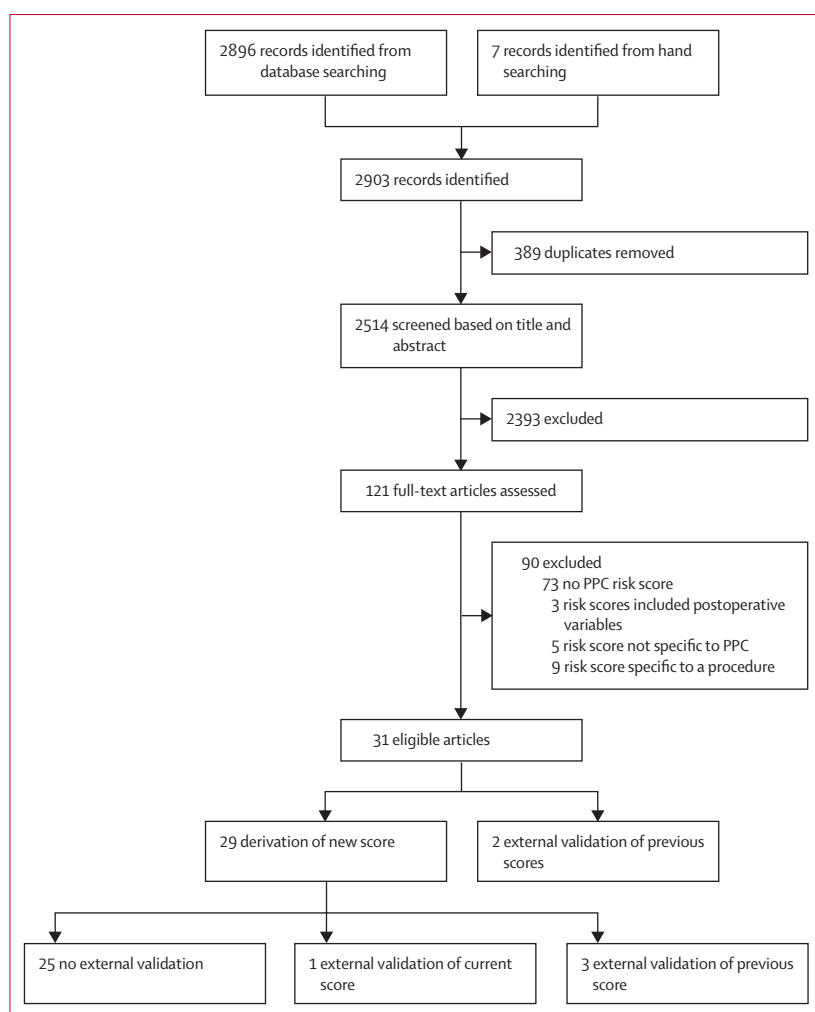 2896 records identified from
database searching
7 records identified from hand
searching
2903 records identified
389 duplicates removed
2514 screened based on title and
abstract
2393 excluded
121 full-text articles assessed
90 excluded
73 no PPC risk score
3 risk scores included postoperative
variables
5 risk score not specific to PPC
9 risk score specific to a procedure
31 eligible articles
29 derivation of new score
2 external validation of previous
scores
25 no external validation
1 external validation of current
score
3 external validation of previous
score